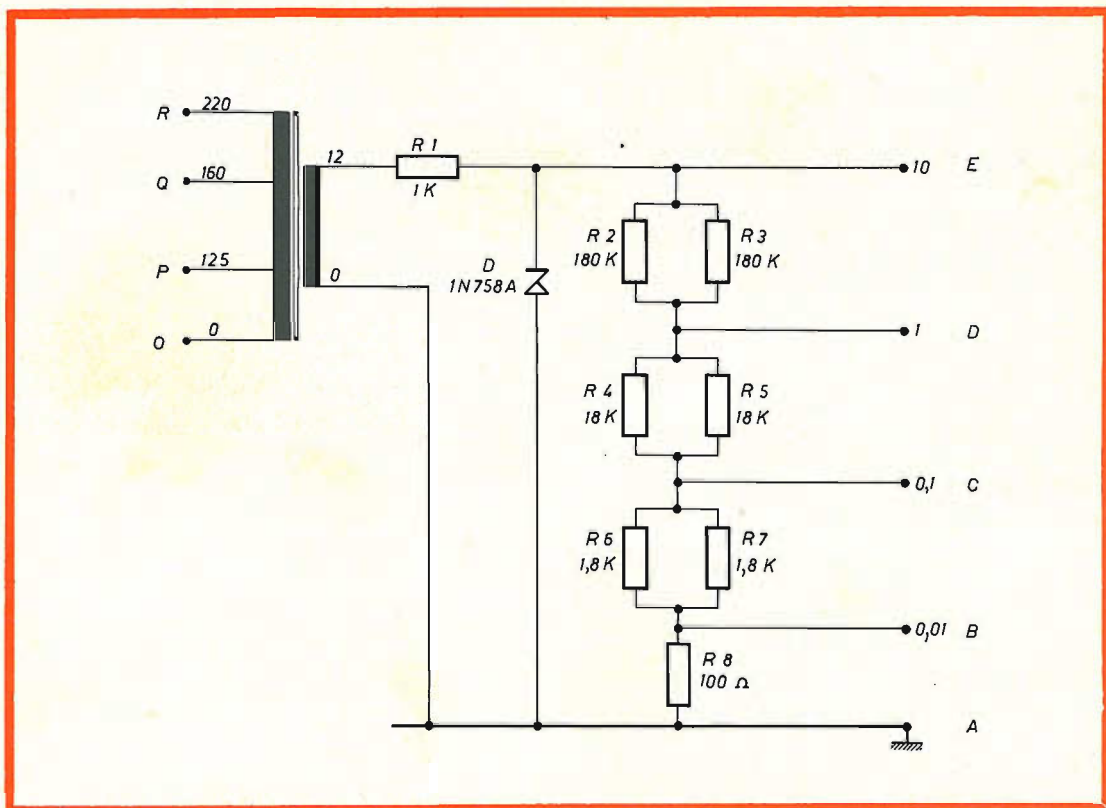 R 220
Q 160
P 125
O 0
12
0
R 1
1 K
D
1N758A
R 2
180 K
R 3
180 K
R 4
18 K
R 5
18 K
R 6
1,8 K
R 7
1,8 K
R 8
100 Ω
10 E
1 D
0,1 C
0,01 B
A